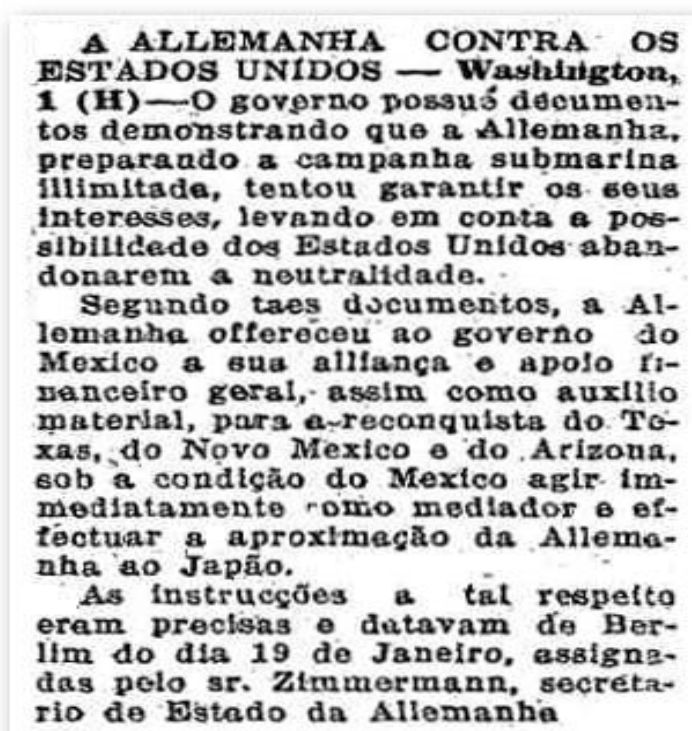 A ALLEMANHA CONTRA OS
ESTADOS UNIDOS — Washington,
1 (H)—O governo possué documen-
tos demonstrando que a Allemanha,
preparando a campanha submarina
illimitada, tentou garantir os seus
interesses, levando em conta a pos-
sibilidade dos Estados Unidos aban-
donarem a neutralidade.
Segundo taes documentos, a Al-
lemanha offereceu ao governo do
Mexico a sua alliança e apoio fi-
nanceiro geral, assim como auxilio
material, para a reconquista do Te-
xas, do Novo Mexico e do Arizona,
sob a condição do Mexico agir im-
mediatamente como mediador e ef-
fectuar a aproximação da Allema-
nha ao Japão.
As instrucções a tal respeito
eram precisas e datavam de Ber-
lim do dia 19 de Janeiro, assigna-
das pelo sr. Zimmermann, secreta-
rio de Estado da Allemanha